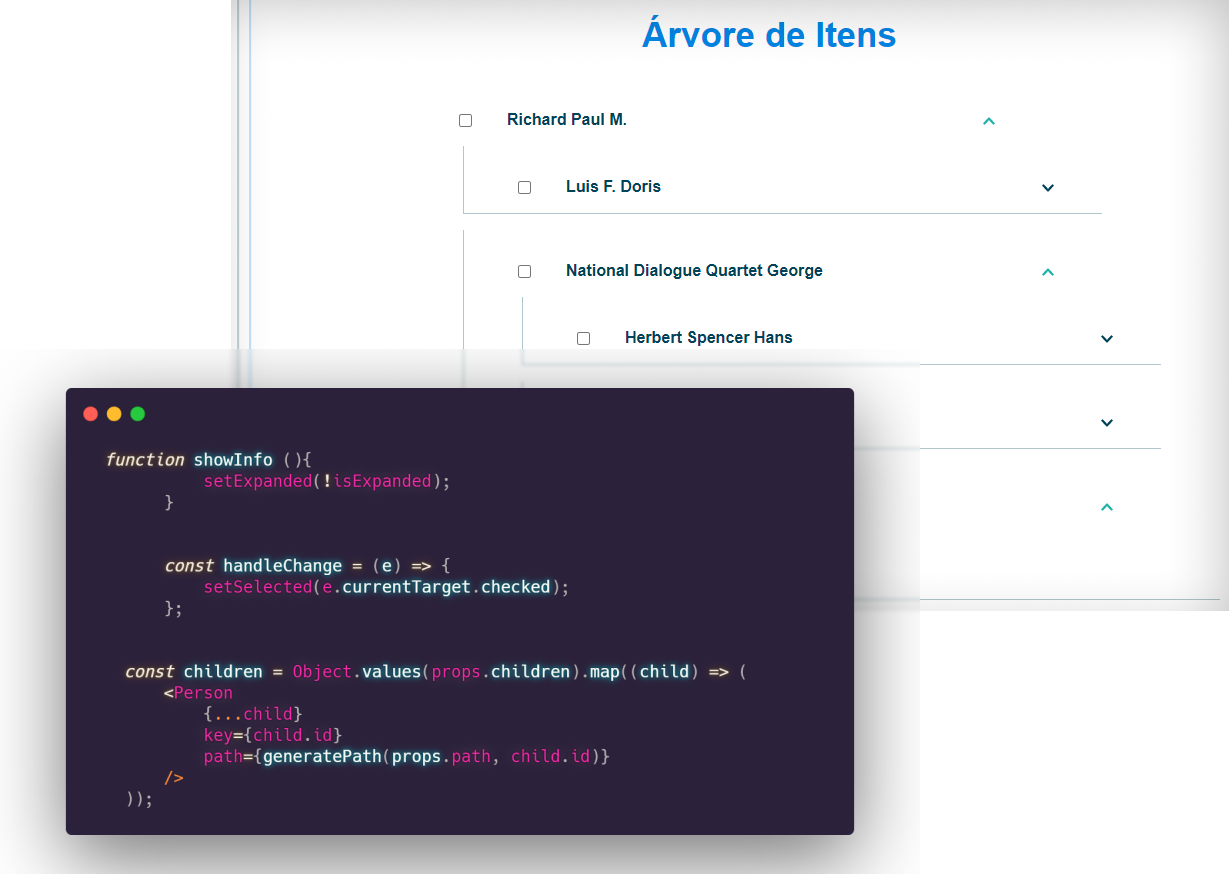 Árvore de Itens
Richard Paul M.
Luis F. Doris
National Dialogue Quartet George
Herbert Spencer Hans
function showInfo (){
setExpanded(!isExpanded);
}
const handleChange = (e) => {
setSelected(e.currentTarget.checked);
};
const children = Object.values(props.children).map((child) => (
<Person
{...child}
key={child.id}
path={generatePath(props.path, child.id)}
/>
));